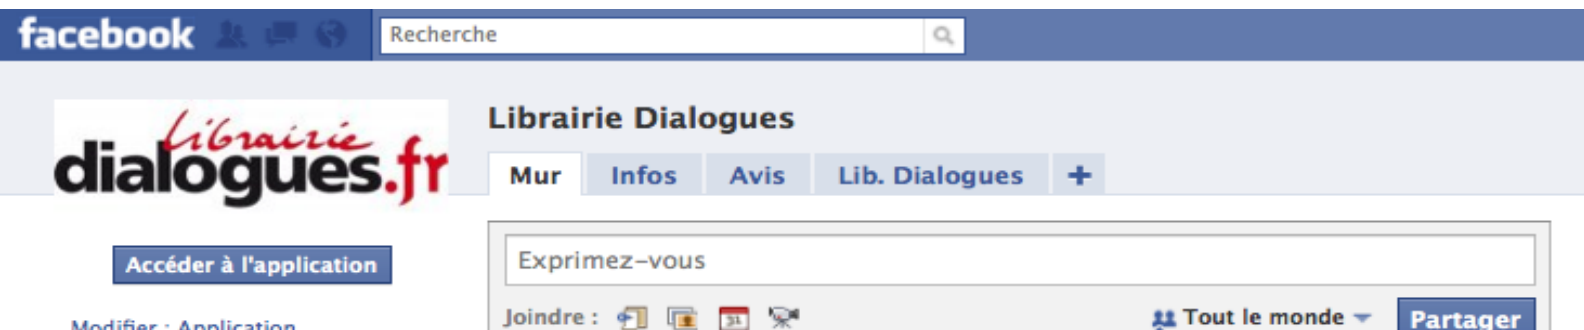 facebook Recherche
Librairie
dialogues.fr
Librairie Dialogues
Mur Infos Avis Lib. Dialogues +
Accéder à l'application
Exprimez-vous
Modifier : Application
Joindre : 31 Tout le monde Partager